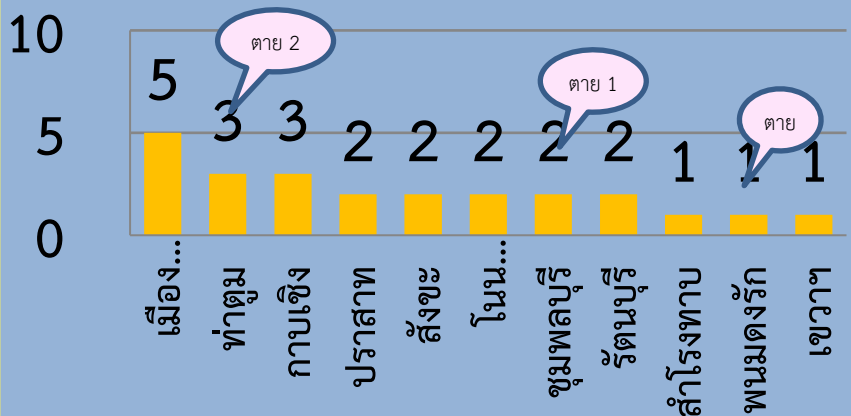 10
5
0
5
3
3
2
2
2
2
2
1
1
1
ตาย 2
ตาย 1
ตาย
เมือง...
ท่าตูม
กาบเชิง
ปราสาท
สังขะ
โนน...
ชุมพลบุรี
รัตนบุรี
สำโรงทาบ
พนมดงรัก
เขวาฯ